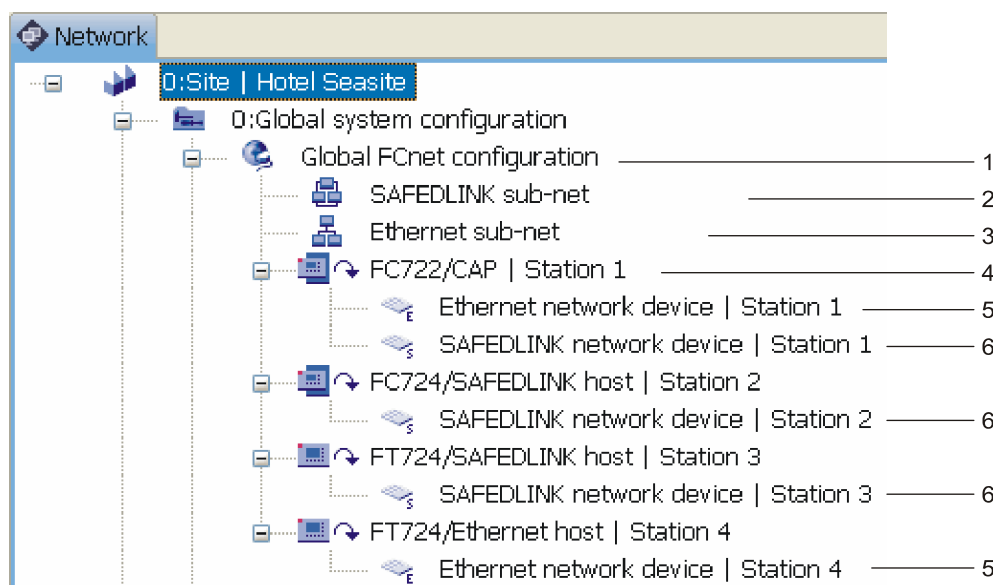 Network
0:Site | Hotel Seasite
0:Global system configuration
Global FCnet configuration 1
SAFEDLINK sub-net 2
Ethernet sub-net 3
FC722/CAP | Station 1 4
Ethernet network device | Station 1 5
SAFEDLINK network device | Station 1 6
FC724/SAFEDLINK host | Station 2
SAFEDLINK network device | Station 2 6
FT724/SAFEDLINK host | Station 3
SAFEDLINK network device | Station 3 6
FT724/Ethernet host | Station 4
Ethernet network device | Station 4 5